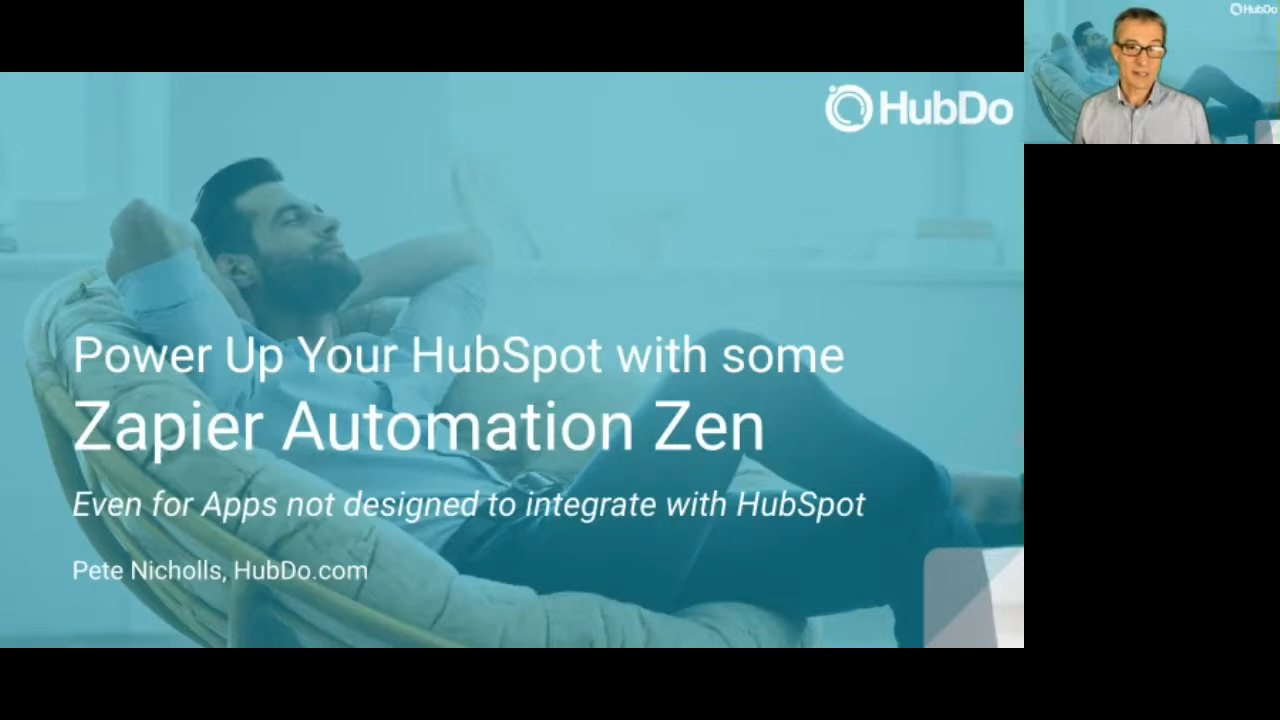 HubDo
HubDo
Power Up Your HubSpot with some
Zapier Automation Zen
Even for Apps not designed to integrate with HubSpot
Pete Nicholls, HubDo.com